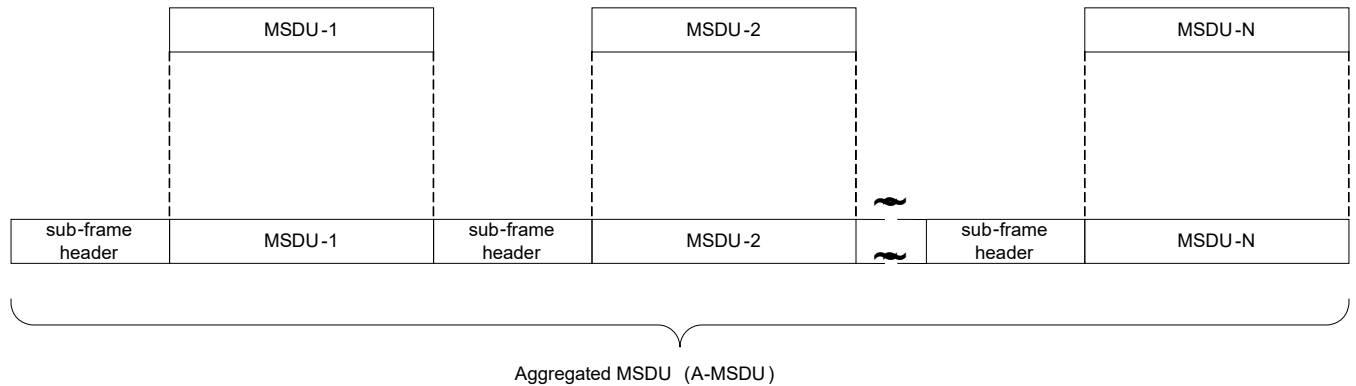 MSDU-1 MSDU-2 MSDU-N
sub-frame header MSDU-1 sub-frame header MSDU-2 sub-frame header MSDU-N
Aggregated MSDU (A-MSDU)